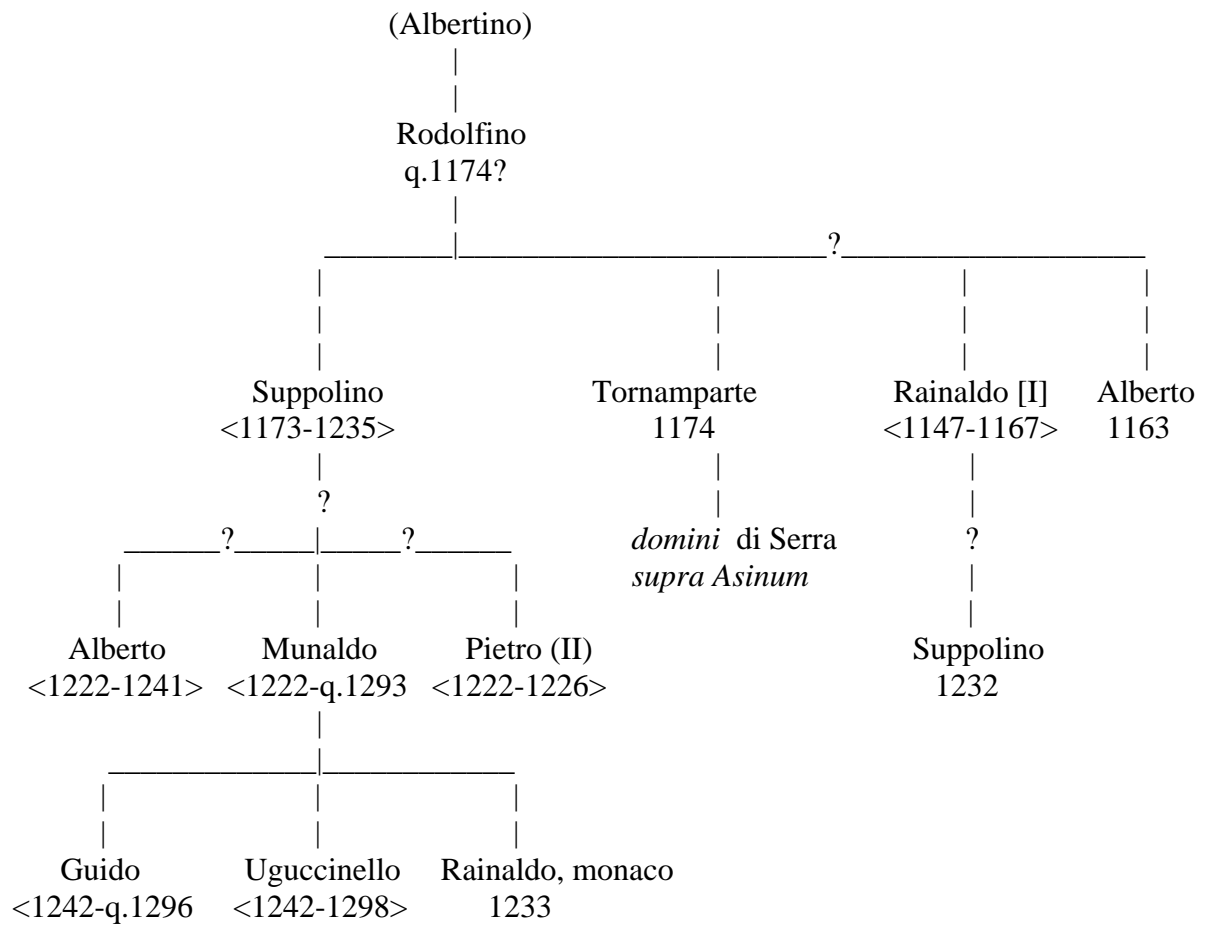 (Albertino)
Rodolfino
q.1174?
?
Suppolino Tornamparte Rainaldo [I] Alberto
<1173-1235> 1174 <1147-1167> 1163
?
? ? domini di Serra ?
supra Asinum
Alberto Munaldo Pietro (II) Suppolino
<1222-1241> <1222-q.1293 <1222-1226> 1232
Guido Uguccinello Rainaldo, monaco
<1242-q.1296 <1242-1298> 1233